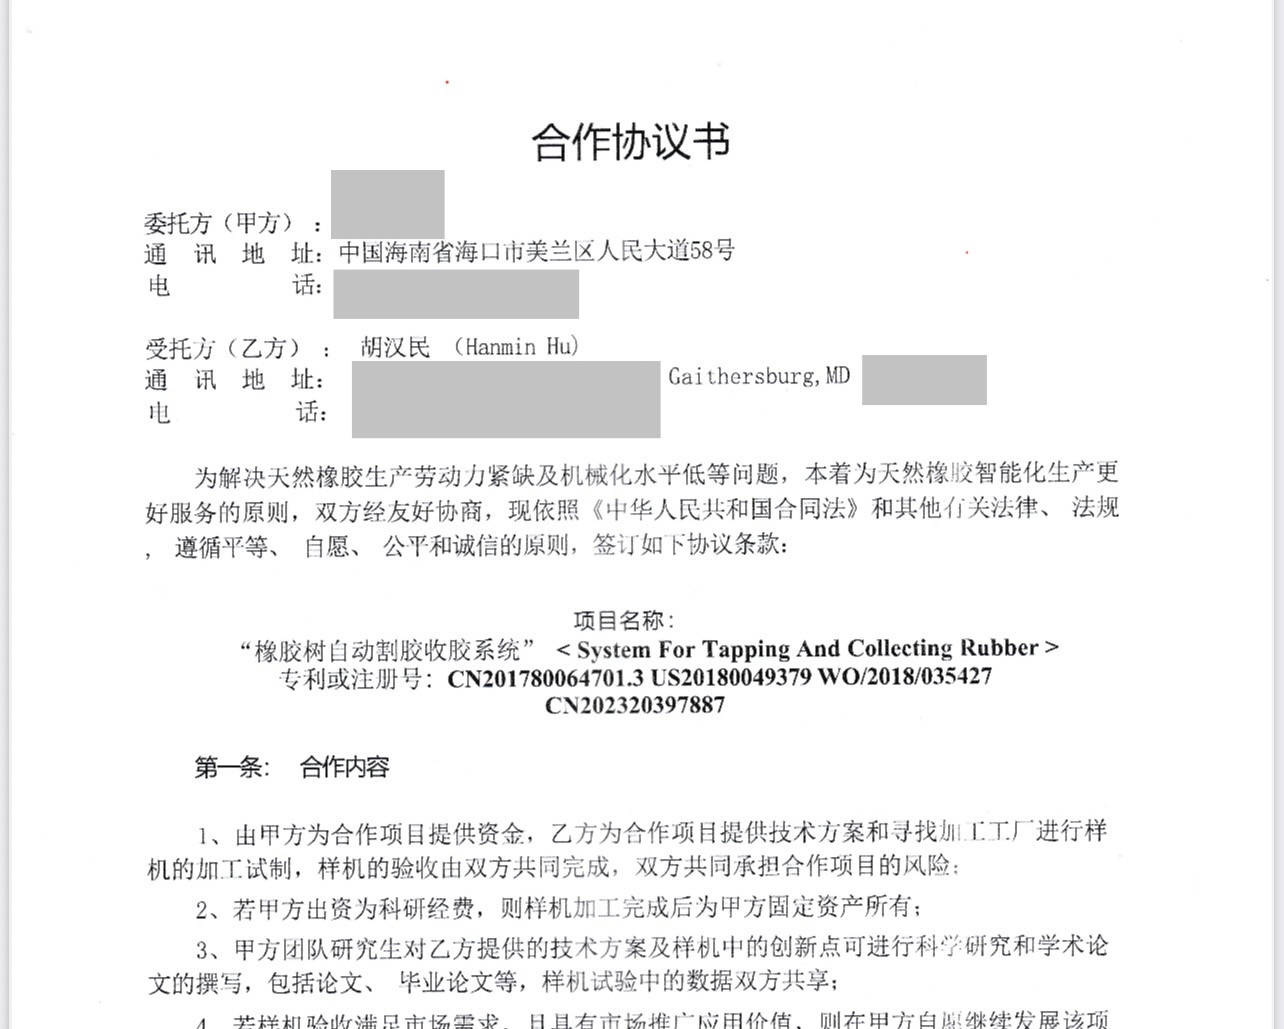 合作协议书
委托方（甲方）：
通 讯 地 址：中国海南省海口市美兰区人民大道58号
电 话：
受托方（乙方）： 胡汉民 （Hanmin Hu）
通 讯 地 址： Gaithersburg,MD
电 话：
为解决天然橡胶生产劳动力紧缺及机械化水平低等问题，本着为天然橡胶智能化生产更
好服务的原则，双方经友好协商，现依照《中华人民共和国合同法》和其他有关法律、 法规
， 遵循平等、 自愿、 公平和诚信的原则，签订如下协议条款：
项目名称：
“橡胶树自动割胶收胶系统” < System For Tapping And Collecting Rubber >
专利或注册号：CN201780064701.3 US20180049379 WO/2018/035427
CN202320397887
第一条： 合作内容
1、由甲方为合作项目提供资金，乙方为合作项目提供技术方案和寻找加工工厂进行样
机的加工试制，样机的验收由双方共同完成，双方共同承担合作项目的风险；
2、若甲方出资为科研经费，则样机加工完成后为甲方固定资产所有；
3、甲方团队研究生对乙方提供的技术方案及样机中的创新点可进行科学研究和学术论
文的撰写，包括论文、 毕业论文等，样机试验中的数据双方共享；
4、若样机验收满足市场需求，且具有市场推广应用价值，则在甲方自愿继续发展该项